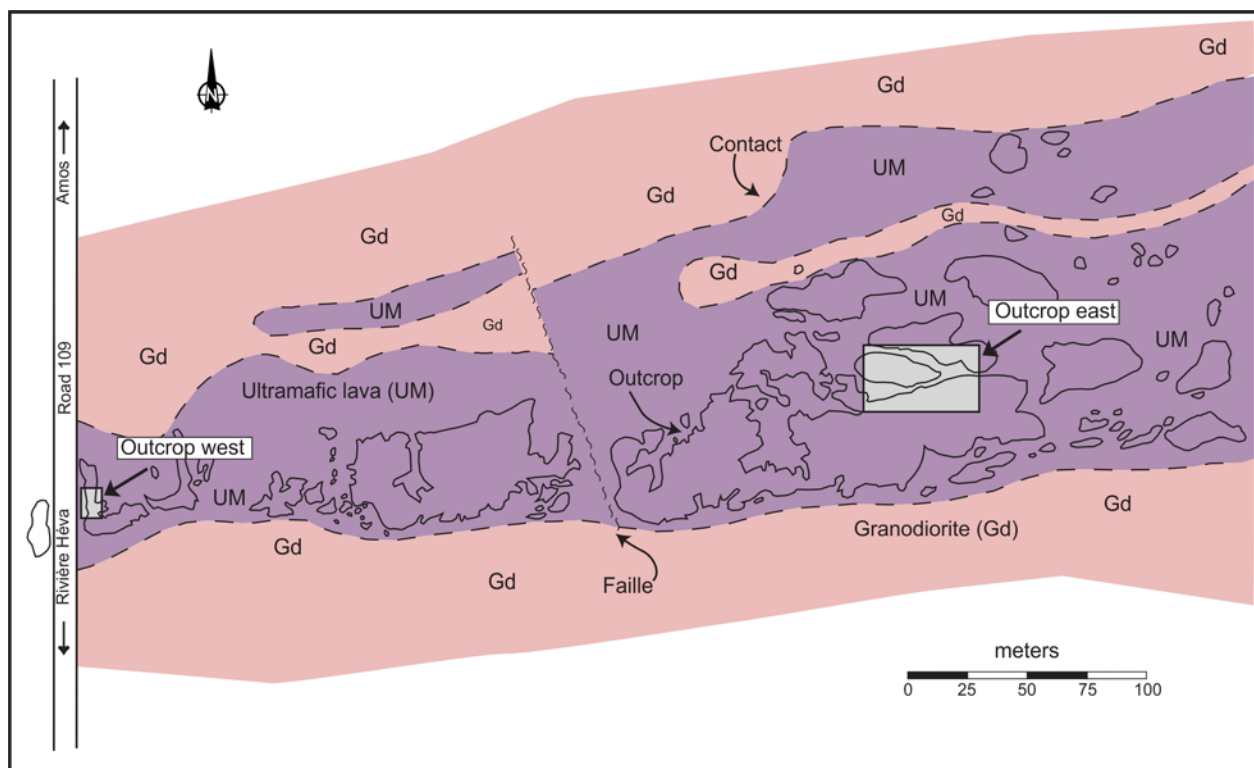 N
Gd
Gd
Contact
UM
Amos
Gd
Gd
Gd
Gd
UM
Gd
UM
Outcrop east
Gd
Gd
UM
UM
Road 109
Ultramafic lava (UM)
Outcrop
Outcrop west
UM
Gd
Granodiorite (Gd)
Gd
Rivière Héva
Gd
Faille
meters
0 25 50 75 100